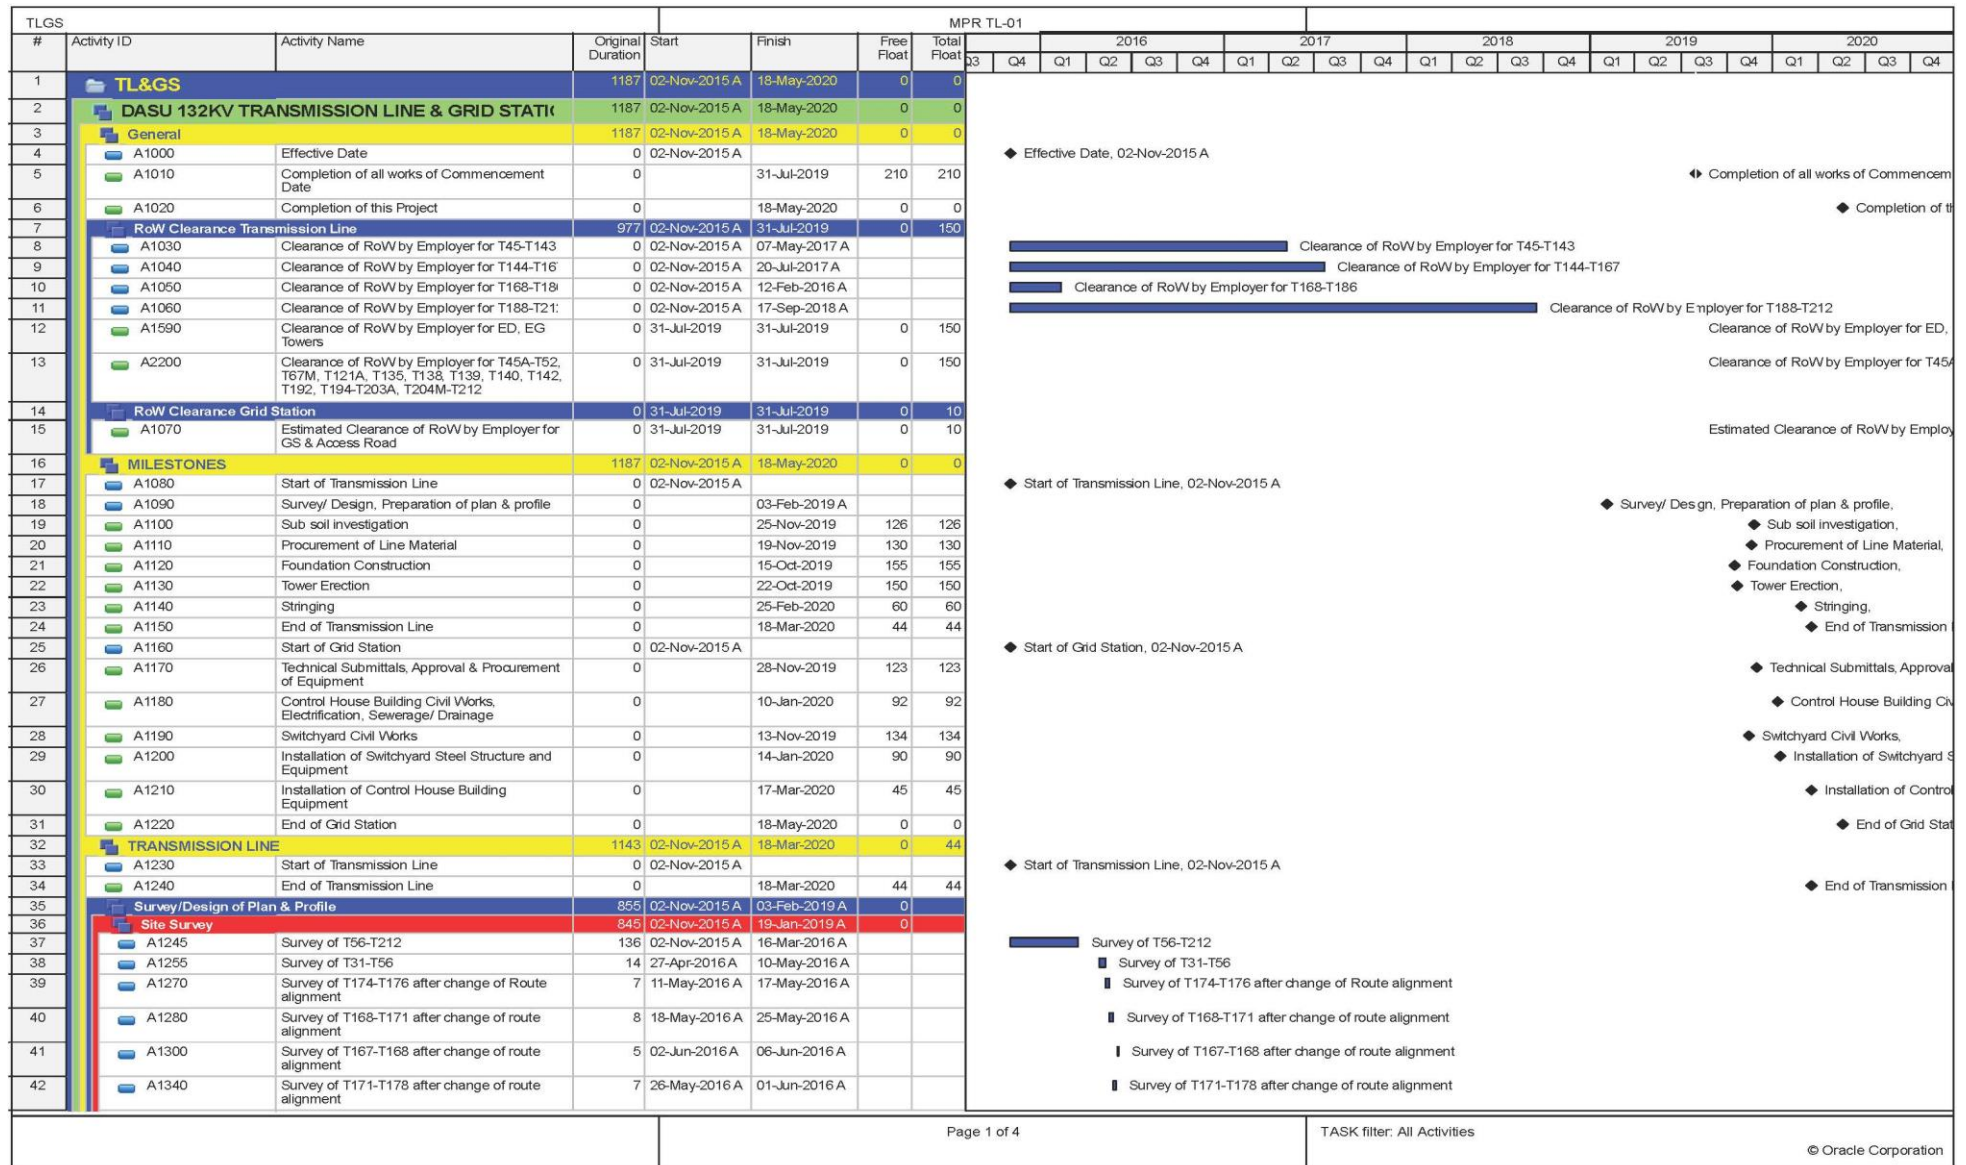 TLGS MPR TL-01
# Activity ID Activity Name Original Duration Start Finish Free Float Total Float 2016 2017 2018 2019 2020
Q3 Q4 Q1 Q2 Q3 Q4 Q1 Q2 Q3 Q4 Q1 Q2 Q3 Q4 Q1 Q2 Q3 Q4 Q1 Q2 Q3 Q4
1 TL&GS 1187 02-Nov-2015 A 18-May-2020 0 0
2 DASU 132KV TRANSMISSION LINE & GRID STATI 1187 02-Nov-2015 A 18-May-2020 0 0
3 General 1187 02-Nov-2015 A 18-May-2020 0 0
4 A1000 Effective Date 0 02-Nov-2015 A Effective Date, 02-Nov-2015 A
5 A1010 Completion of all works of Commencement 0 31-Jul-2019 210 210 Completion of all works of Commencem
Date
6 A1020 Completion of this Project 0 18-May-2020 0 0 Completion of th
7 RoW Clearance Transmission Line 977 02-Nov-2015 A 31-Jul-2019 0 150
8 A1030 Clearance of RoW by Employer for T45-T143 0 02-Nov-2015 A 07-May-2017 A Clearance of RoW by Employer for T45-T143
9 A1040 Clearance of RoW by Employer for T144-T16 0 02-Nov-2015 A 20-Jul-2017 A Clearance of RoW by Employer for T144-T167
10 A1050 Clearance of RoW by Employer for T168-T18 0 02-Nov-2015 A 12-Feb-2016 A Clearance of RoW by Employer for T168-T186
11 A1060 Clearance of RoW by Employer for T188-T21 0 02-Nov-2015 A 17-Sep-2018 A Clearance of RoW by Employer for T188-T212
12 A1590 Clearance of RoW by Employer for ED, EG 0 31-Jul-2019 31-Jul-2019 0 150 Clearance of RoW by Employer for ED,
Towers
13 A2200 Clearance of RoW by Employer for T45A-T52, 0 31-Jul-2019 31-Jul-2019 0 150 Clearance of RoW by Employer for T45A
T67M, T121A, T135, T138, T139, T140, T142,
T192, T194-T203A, T204M-T212
14 RoW Clearance Grid Station 0 31-Jul-2019 31-Jul-2019 0 10
15 A1070 Estimated Clearance of RoW by Employer for 0 31-Jul-2019 31-Jul-2019 0 10 Estimated Clearance of RoW by Employ
GS & Access Road
16 MILESTONES 1187 02-Nov-2015 A 18-May-2020 0 0
17 A1080 Start of Transmission Line 0 02-Nov-2015 A Start of Transmission Line, 02-Nov-2015 A
18 A1090 Survey/ Design, Preparation of plan & profile 0 03-Feb-2019 A Survey/ Design, Preparation of plan & profile,
19 A1100 Sub soil investigation 0 25-Nov-2019 126 126 Sub soil investigation,
20 A1110 Procurement of Line Material 0 19-Nov-2019 130 130 Procurement of Line Material,
21 A1120 Foundation Construction 0 15-Oct-2019 155 155 Foundation Construction,
22 A1130 Tower Erection 0 22-Oct-2019 150 150 Tower Erection,
23 A1140 Stringing 0 25-Feb-2020 60 60 Stringing,
24 A1150 End of Transmission Line 0 18-Mar-2020 44 44 End of Transmission
25 A1160 Start of Grid Station 0 02-Nov-2015 A Start of Grid Station, 02-Nov-2015 A
26 A1170 Technical Submittals, Approval & Procurement 0 28-Nov-2019 123 123 Technical Submittals, Approval
of Equipment
27 A1180 Control House Building Civil Works, 0 10-Jan-2020 92 92 Control House Building Civ
Electrification, Sewerage/ Drainage
28 A1190 Switchyard Civil Works 0 13-Nov-2019 134 134 Switchyard Civil Works,
29 A1200 Installation of Switchyard Steel Structure and 0 14-Jan-2020 90 90 Installation of Switchyard S
Equipment
30 A1210 Installation of Control House Building 0 17-Mar-2020 45 45 Installation of Control
Equipment
31 A1220 End of Grid Station 0 18-May-2020 0 0 End of Grid Stat
32 TRANSMISSION LINE 1143 02-Nov-2015 A 18-Mar-2020 0 44
33 A1230 Start of Transmission Line 0 02-Nov-2015 A Start of Transmission Line, 02-Nov-2015 A
34 A1240 End of Transmission Line 0 18-Mar-2020 44 44 End of Transmission
35 Survey/Design of Plan & Profile 855 02-Nov-2015 A 03-Feb-2019 A 0
36 Site Survey 845 02-Nov-2015 A 19-Jan-2019 A 0
37 A1245 Survey of T56-T212 136 02-Nov-2015 A 16-Mar-2016 A Survey of T56-T212
38 A1255 Survey of T31-T56 14 27-Apr-2016 A 10-May-2016 A Survey of T31-T56
39 A1270 Survey of T174-T176 after change of Route 7 11-May-2016 A 17-May-2016 A Survey of T174-T176 after change of Route alignment
alignment
40 A1280 Survey of T168-T171 after change of route 8 18-May-2016 A 25-May-2016 A Survey of T168-T171 after change of route alignment
alignment
41 A1300 Survey of T167-T168 after change of route 5 02-Jun-2016 A 06-Jun-2016 A Survey of T167-T168 after change of route alignment
alignment
42 A1340 Survey of T171-T178 after change of route 7 26-May-2016 A 01-Jun-2016 A Survey of T171-T178 after change of route alignment
alignment
Page 1 of 4 TASK filter: All Activities
© Oracle Corporation